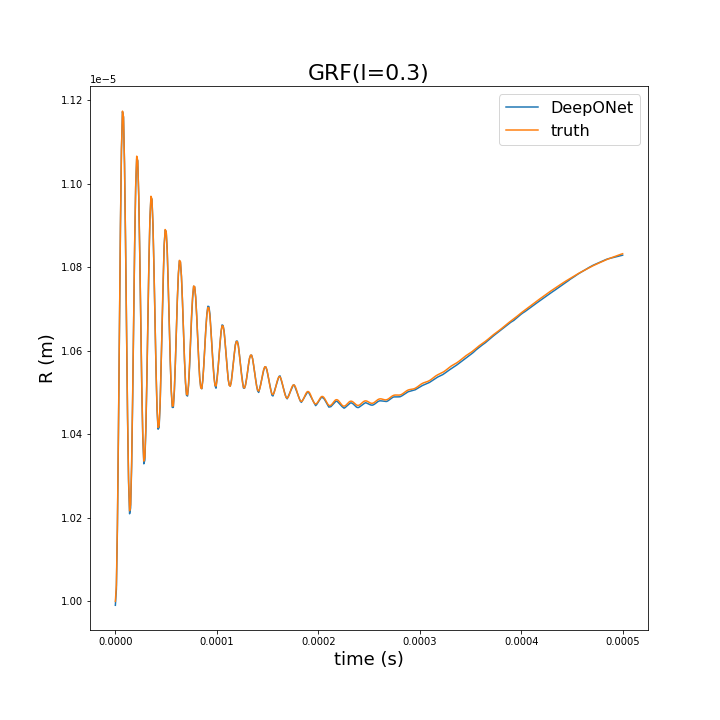 GRF(l=0.3)
1e−5
DeepONet
truth
1.12
1.10
1.08
1.06
1.04
1.02
1.00
R (m)
0.0000 0.0001 0.0002 0.0003 0.0004 0.0005
time (s)